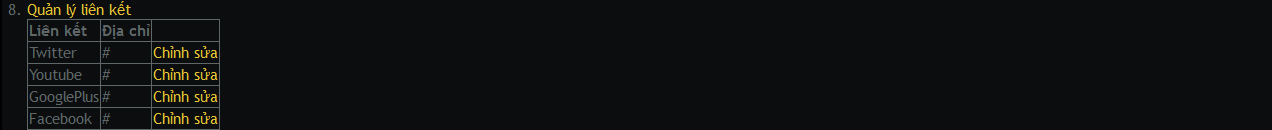 8. Quản lý liên kết
Liên kết Địa chỉ
Twitter # Chỉnh sửa
Youtube # Chỉnh sửa
GooglePlus # Chỉnh sửa
Facebook # Chỉnh sửa